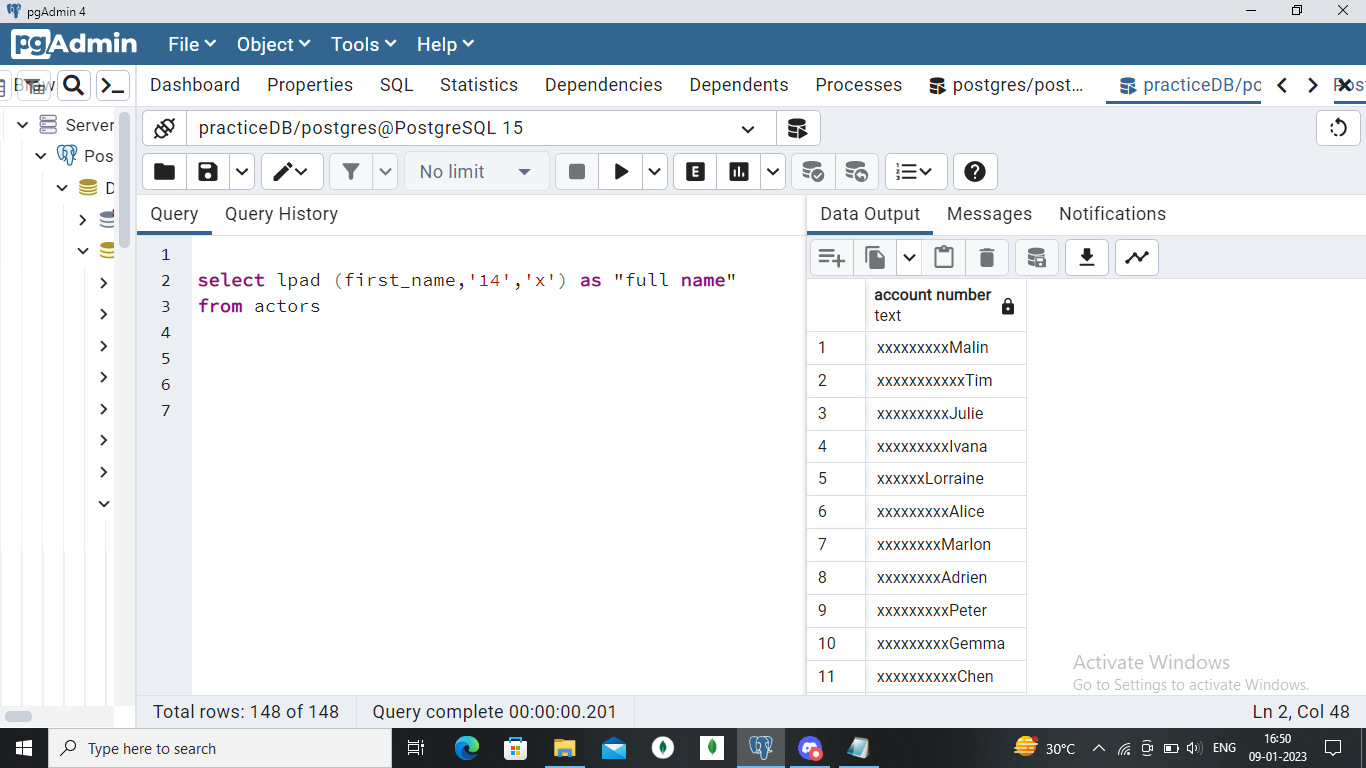 pgAdmin 4
pgAdmin File Object Tools Help
Dashboard Properties SQL Statistics Dependencies Dependents Processes postgres/post... practiceDB/po
Server
Pos
D
practiceDB/postgres@PostgreSQL 15
No limit
E
Query Query History
1
2 select lpad (first_name,'14','x') as "full name"
3 from actors
4
5
6
7
Data Output Messages Notifications
account number
text
1 xxxxxxxxxMalin
2 xxxxxxxxxxxTim
3 xxxxxxxxxJulie
4 xxxxxxxxxIvana
5 xxxxxxLorraine
6 xxxxxxxxxAlice
7 xxxxxxxxMarlon
8 xxxxxxxxAdrien
9 xxxxxxxxxPeter
10 xxxxxxxxxGemma
11 xxxxxxxxxxChen
Activate Windows
Go to Settings to activate Windows.
Total rows: 148 of 148 Query complete 00:00:00.201 Ln 2, Col 48
Type here to search
30°C ENG
16:50
09-01-2023